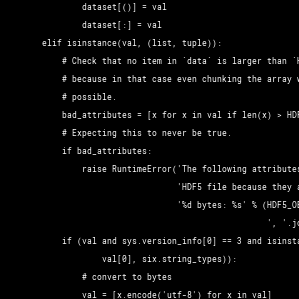 dataset[()] = val
dataset[:] = val
elif isinstance(val, (list, tuple)):
# Check that no item in `data` is larger than `H
# because in that case even chunking the array w
# possible.
bad_attributes = [x for x in val if len(x) > HDF
# Expecting this to never be true.
if bad_attributes:
raise RuntimeError('The following attributes
'HDF5 file because they a
'%d bytes: %s' % (HDF5_OB
', '.jo
if (val and sys.version_info[0] == 3 and isinsta
val[0], six.string_types)):
# convert to bytes
val = [x.encode('utf-8') for x in val]